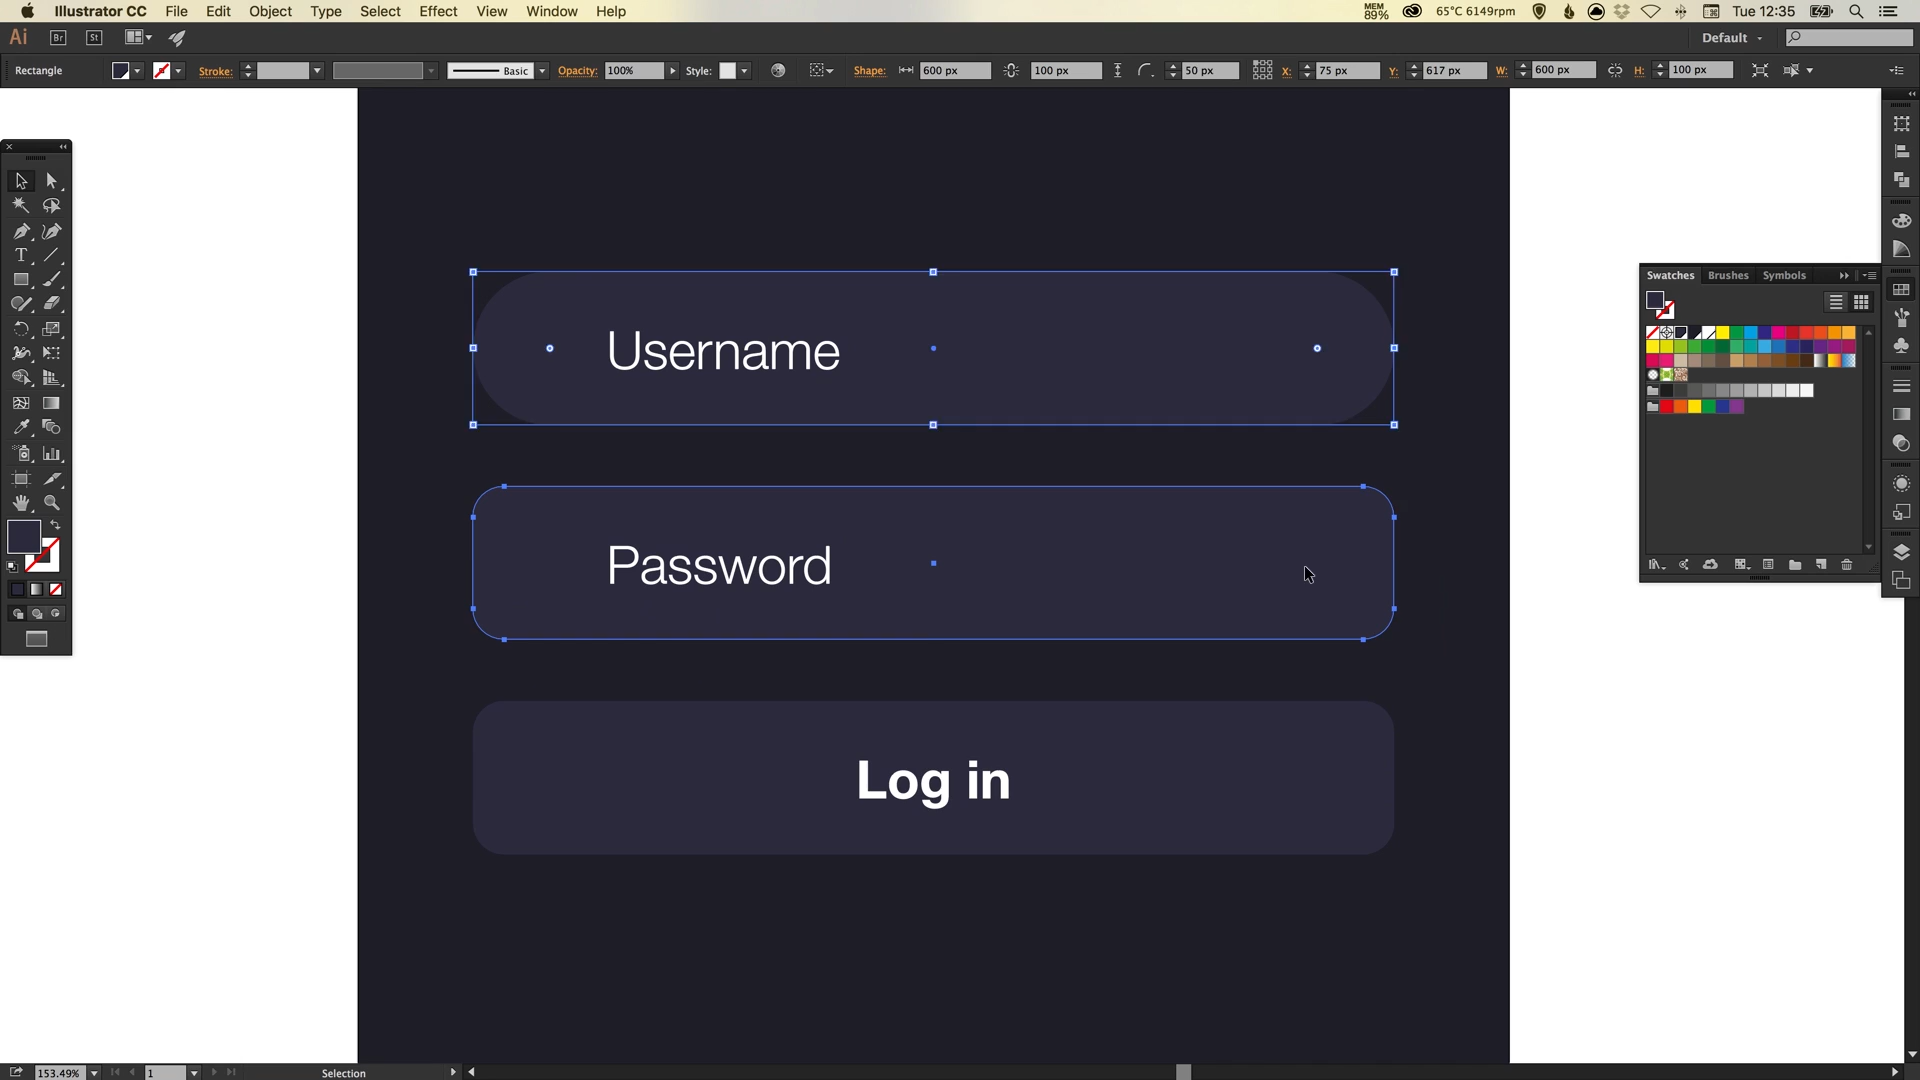 Illustrator CC File Edit Object Type Select Effect View Window Help MEM 89% 65°C 6149rpm Tue 12:35
Ai Br St Default
Rectangle Stroke: Basic Opacity: 100% Style: Shape: 600 px 100 px 50 px X: 75 px Y: 617 px W: 600 px H: 100 px
Swatches Brushes Symbols
T
Username
Password
Log in
153.49% 1 Selection